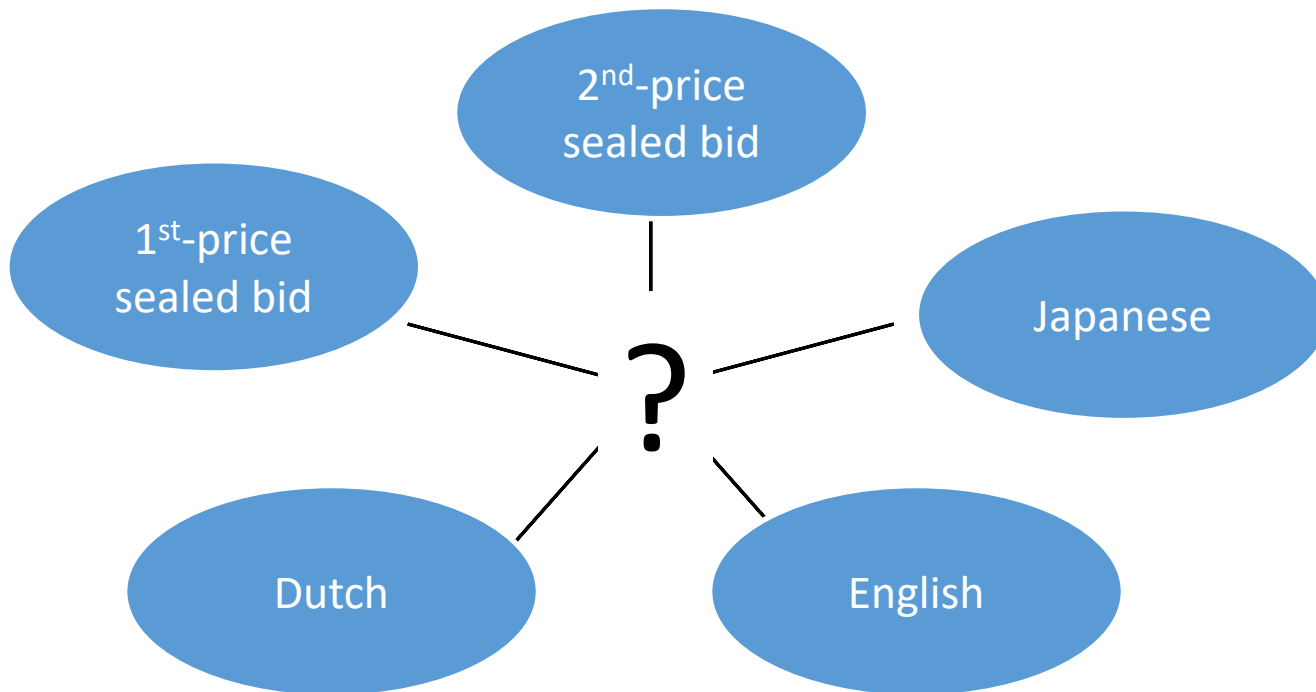 2nd-price
sealed bid
1st-price
sealed bid
Japanese
?
Dutch
English